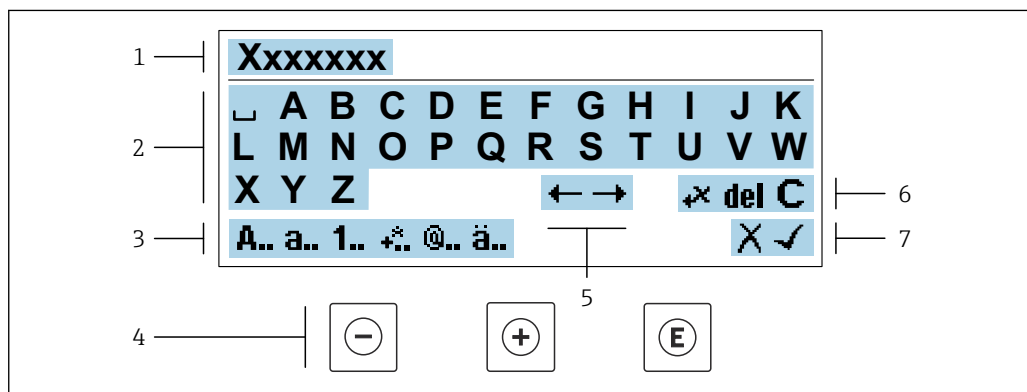 1 Xxxxxxx
2 ␣ A B C D E F G H I J K
L M N O P Q R S T U V W
X Y Z ← → +× del C 6
3 A.. a.. 1.. +*.. @.. ä.. X ✓ 7
5
4 − + E